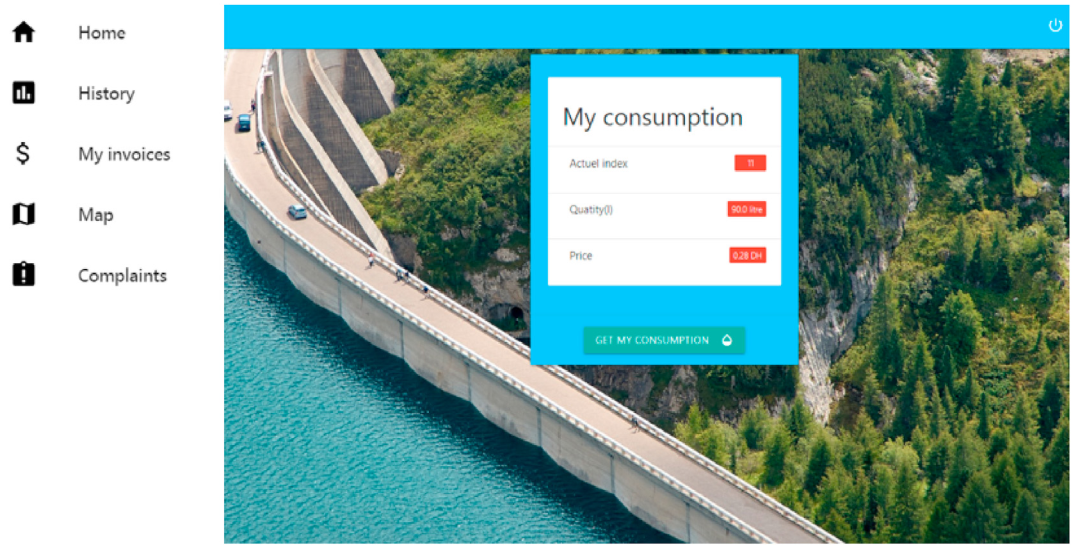 Home
History
My invoices
Map
Complaints
My consumption
Actuel index 11
Quatity(l) 90.0 litre
Price 0.28 DH
GET MY CONSUMPTION